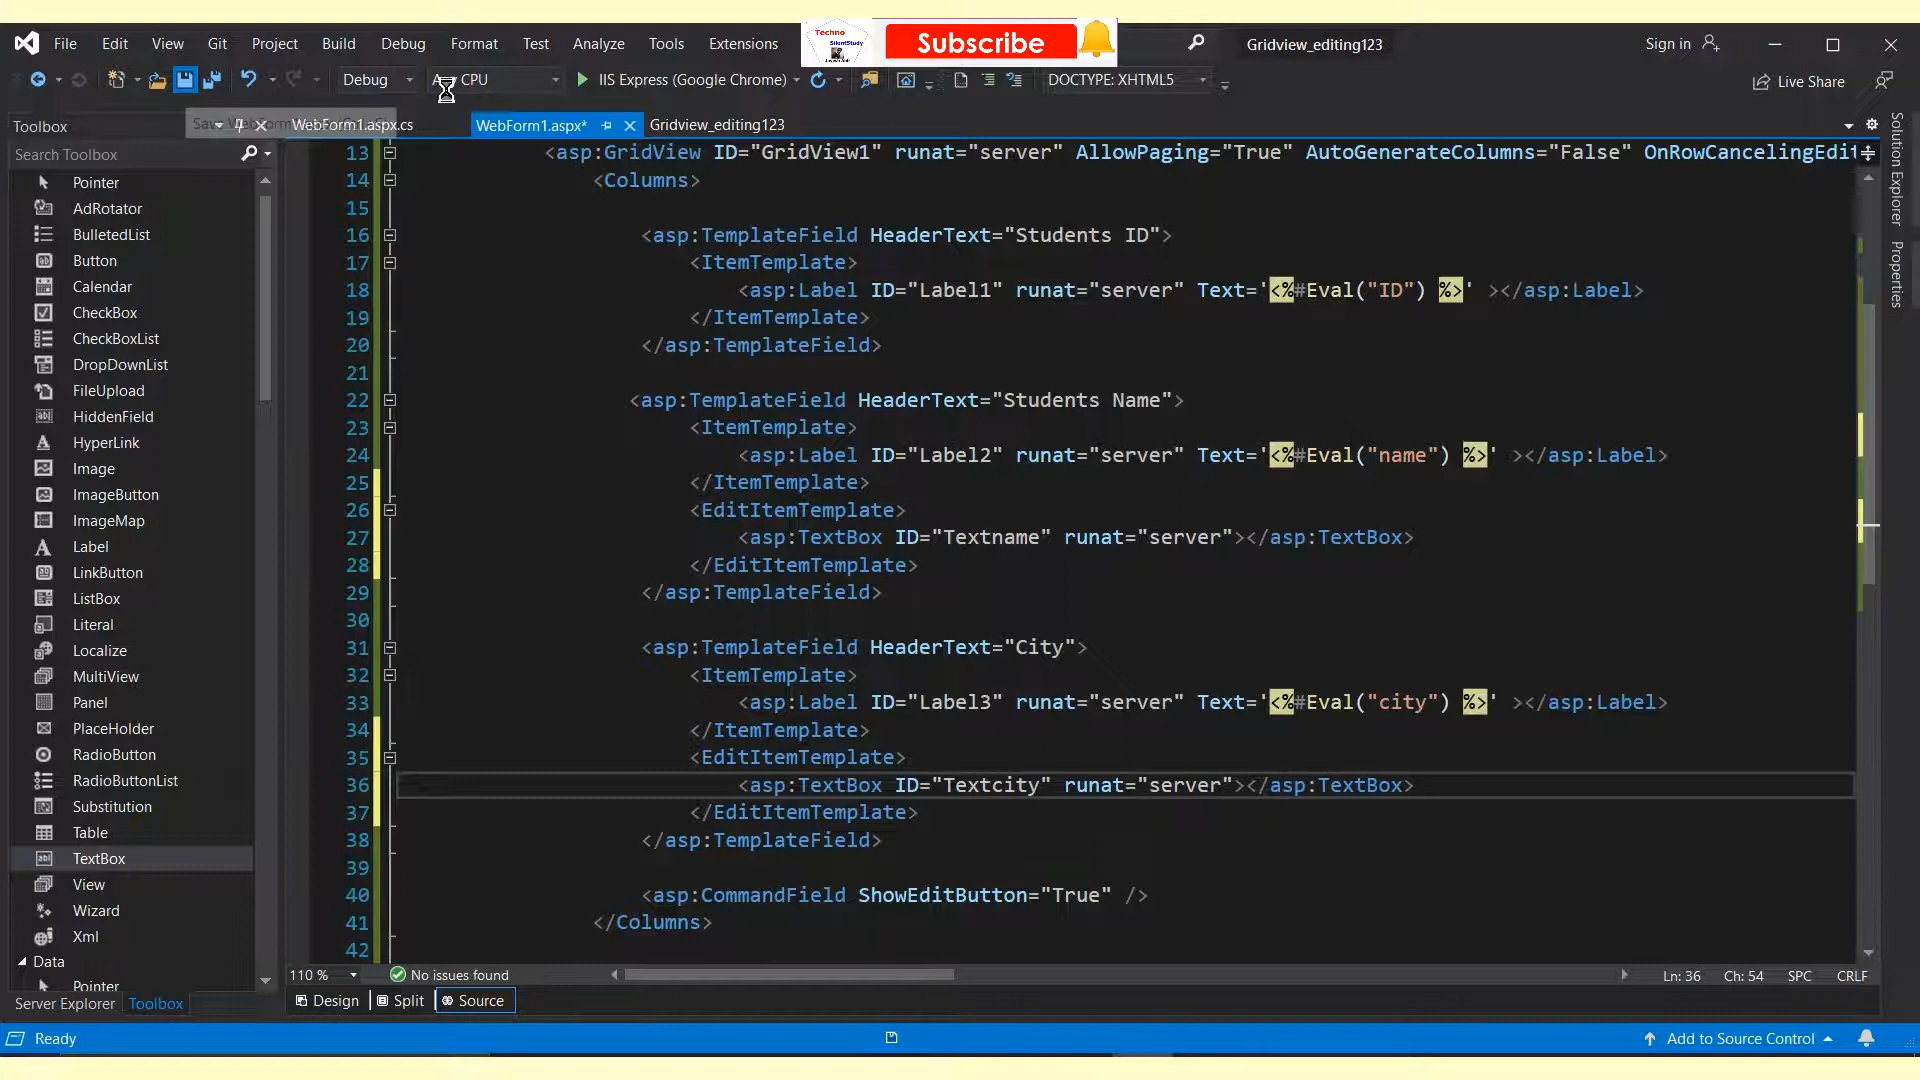 Techno
SilentStudy
Subscribe
File Edit View Git Project Build Debug Format Test Analyze Tools Extensions
Gridview_editing123
Sign in
Debug
CPU
IIS Express (Google Chrome)
DOCTYPE: XHTML5
Live Share
Toolbox
WebForm1.aspx.cs
WebForm1.aspx*
Gridview_editing123
Search Toolbox
Pointer
AdRotator
BulletedList
Button
Calendar
CheckBox
CheckBoxList
DropDownList
FileUpload
HiddenField
HyperLink
Image
ImageButton
ImageMap
Label
LinkButton
ListBox
Literal
Localize
MultiView
Panel
PlaceHolder
RadioButton
RadioButtonList
Substitution
Table
TextBox
View
Wizard
Xml
Data
Pointer
Server Explorer Toolbox
13 <asp:GridView ID="GridView1" runat="server" AllowPaging="True" AutoGenerateColumns="False" OnRowCancelingEdit
14 <Columns>
15
16 <asp:TemplateField HeaderText="Students ID">
17 <ItemTemplate>
18 <asp:Label ID="Label1" runat="server" Text='<%#Eval("ID") %>' ></asp:Label>
19 </ItemTemplate>
20 </asp:TemplateField>
21
22 <asp:TemplateField HeaderText="Students Name">
23 <ItemTemplate>
24 <asp:Label ID="Label2" runat="server" Text='<%#Eval("name") %>' ></asp:Label>
25 </ItemTemplate>
26 <EditItemTemplate>
27 <asp:TextBox ID="Textname" runat="server"></asp:TextBox>
28 </EditItemTemplate>
29 </asp:TemplateField>
30
31 <asp:TemplateField HeaderText="City">
32 <ItemTemplate>
33 <asp:Label ID="Label3" runat="server" Text='<%#Eval("city") %>' ></asp:Label>
34 </ItemTemplate>
35 <EditItemTemplate>
36 <asp:TextBox ID="Textcity" runat="server"></asp:TextBox>
37 </EditItemTemplate>
38 </asp:TemplateField>
39
40 <asp:CommandField ShowEditButton="True" />
41 </Columns>
42
110 %
No issues found
Ln: 36 Ch: 54 SPC CRLF
Design Split Source
Solution Explorer
Properties
Ready
Add to Source Control